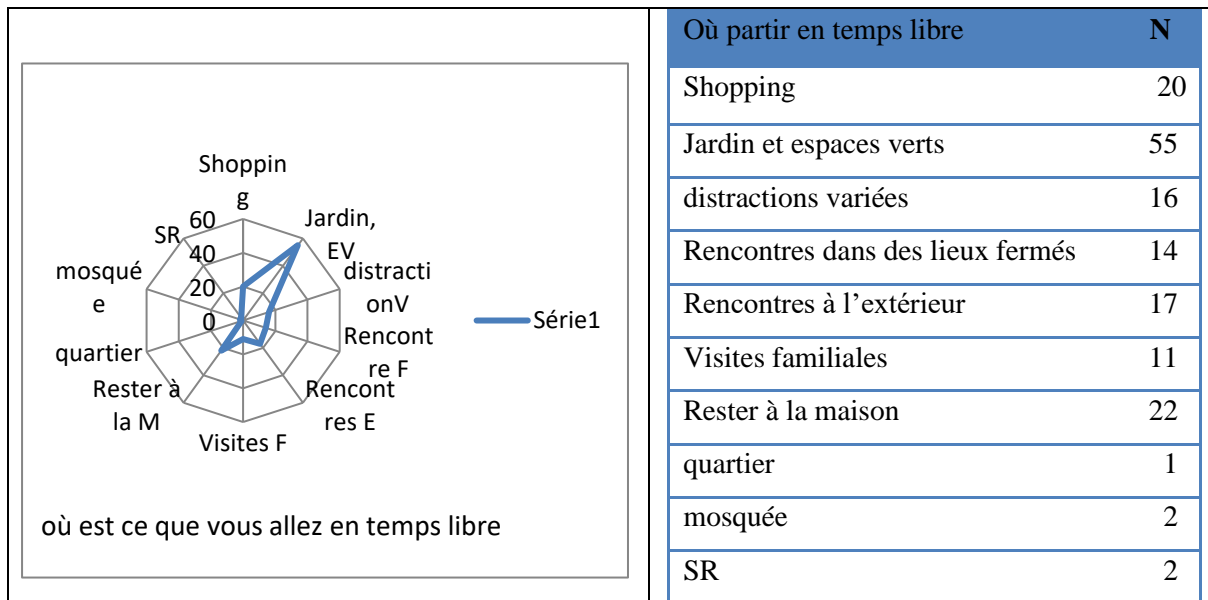 Shoppin
g
Jardin,
EV
distracti
onV
Rencont
re F
Rencont
res E
Visites F
Rester à
la M
quartier
mosqué
e
SR
60
40
20
0
Série1
où est ce que vous allez en temps libre
Où partir en temps libre N
Shopping 20
Jardin et espaces verts 55
distractions variées 16
Rencontres dans des lieux fermés 14
Rencontres à l’extérieur 17
Visites familiales 11
Rester à la maison 22
quartier 1
mosquée 2
SR 2